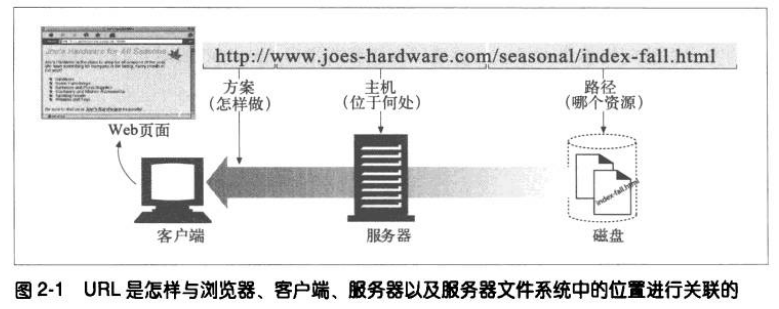 Joe's Hardware for All Seasons
http://www.joes-hardware.com/seasonal/index-fall.html
方案
(怎样做)
主机
(位于何处)
路径
(哪个资源)
Web页面
index-fall.html
客户端
服务器
磁盘
图 2-1 URL 是怎样与浏览器、客户端、服务器以及服务器文件系统中的位置进行关联的